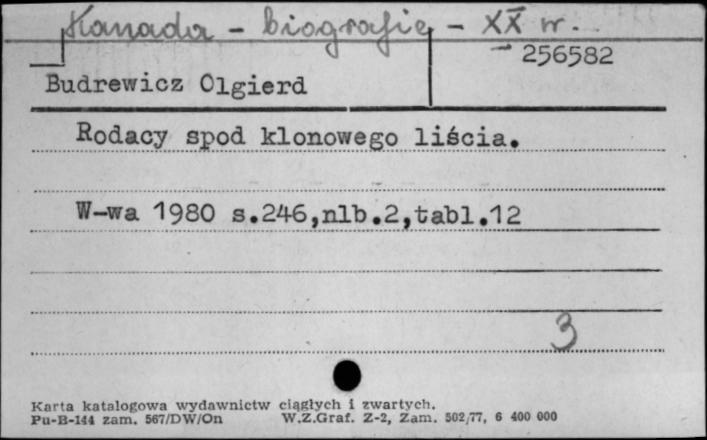 Kanada - biografie - XX w.
256582
Budrewicz Olgierd
Rodacy spod klonowego liścia.
W-wa 1980 s.246,nlb.2,tabl.12
3
Karta katalogowa wydawnictw ciągłych i zwartych.
Pu-B-144 zam. 567/DW/On W.Z.Graf. Z-2, Zam. 502/77, 6 400 000